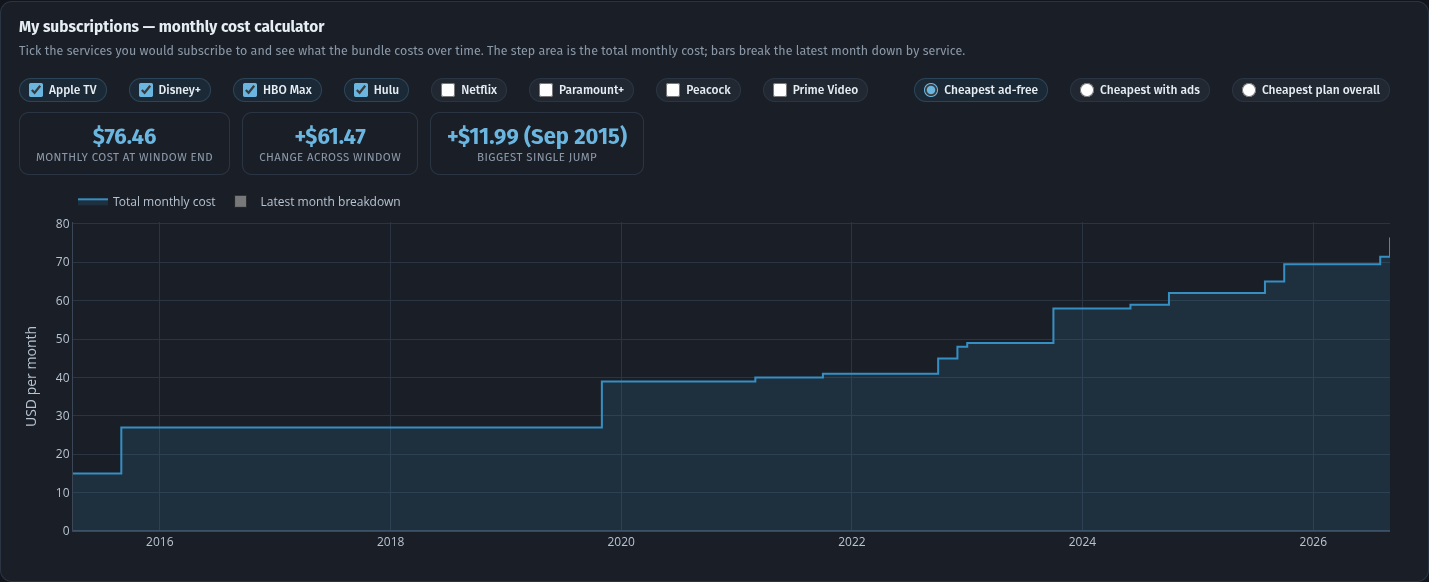 My subscriptions — monthly cost calculator
Tick the services you would subscribe to and see what the bundle costs over time. The step area is the total monthly cost; bars break the latest month down by service.
Apple TV Disney+ HBO Max Hulu Netflix Paramount+ Peacock Prime Video Cheapest ad-free Cheapest with ads Cheapest plan overall
$76.46 +$61.47 +$11.99 (Sep 2015)
MONTHLY COST AT WINDOW END CHANGE ACROSS WINDOW BIGGEST SINGLE JUMP
Total monthly cost Latest month breakdown
80
70
60
50
40
30
20
10
0
USD per month
2016 2018 2020 2022 2024 2026